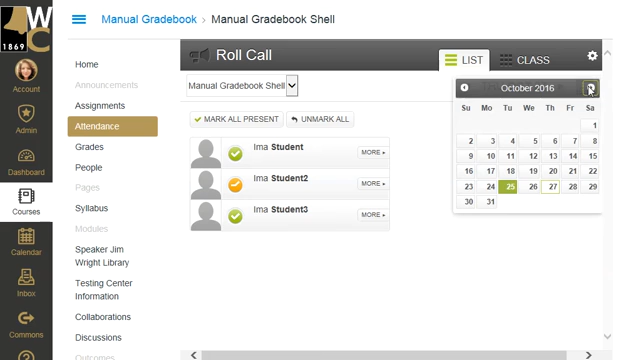 WC
1869
Account
Admin
Dashboard
Courses
Calendar
Inbox
Commons
Manual Gradebook > Manual Gradebook Shell
Home
Announcements
Assignments
Attendance
Grades
People
Pages
Syllabus
Modules
Speaker Jim
Wright Library
Testing Center
Information
Collaborations
Discussions
Outcomes
Roll Call
LIST
CLASS
Manual Gradebook Shell
MARK ALL PRESENT
UNMARK ALL
Ima Student
MORE
Ima Student2
MORE
Ima Student3
MORE
October 2016
Su Mo Tu We Th Fr Sa
1
2 3 4 5 6 7 8
9 10 11 12 13 14 15
16 17 18 19 20 21 22
23 24 25 26 27 28 29
30 31